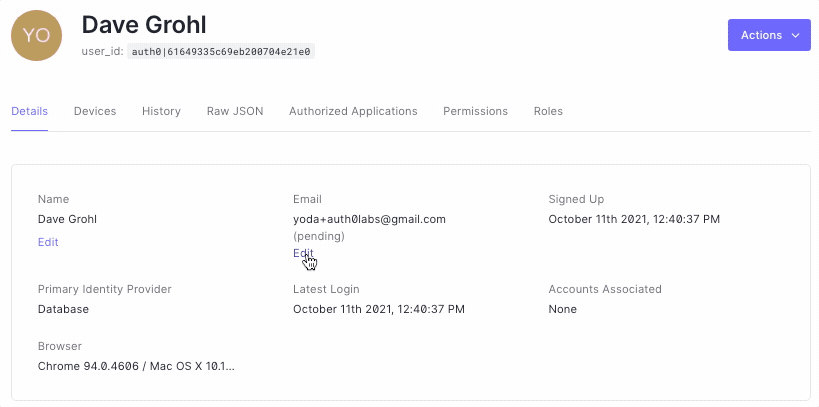 YO
Dave Grohl
user_id: auth0|61649335c69eb200704e21e0
Actions
Details Devices History Raw JSON Authorized Applications Permissions Roles
Name Email Signed Up
Dave Grohl yoda+auth0labs@gmail.com October 11th 2021, 12:40:37 PM
(pending)
Edit Edit
Primary Identity Provider Latest Login Accounts Associated
Database October 11th 2021, 12:40:37 PM None
Browser
Chrome 94.0.4606 / Mac OS X 10.1...